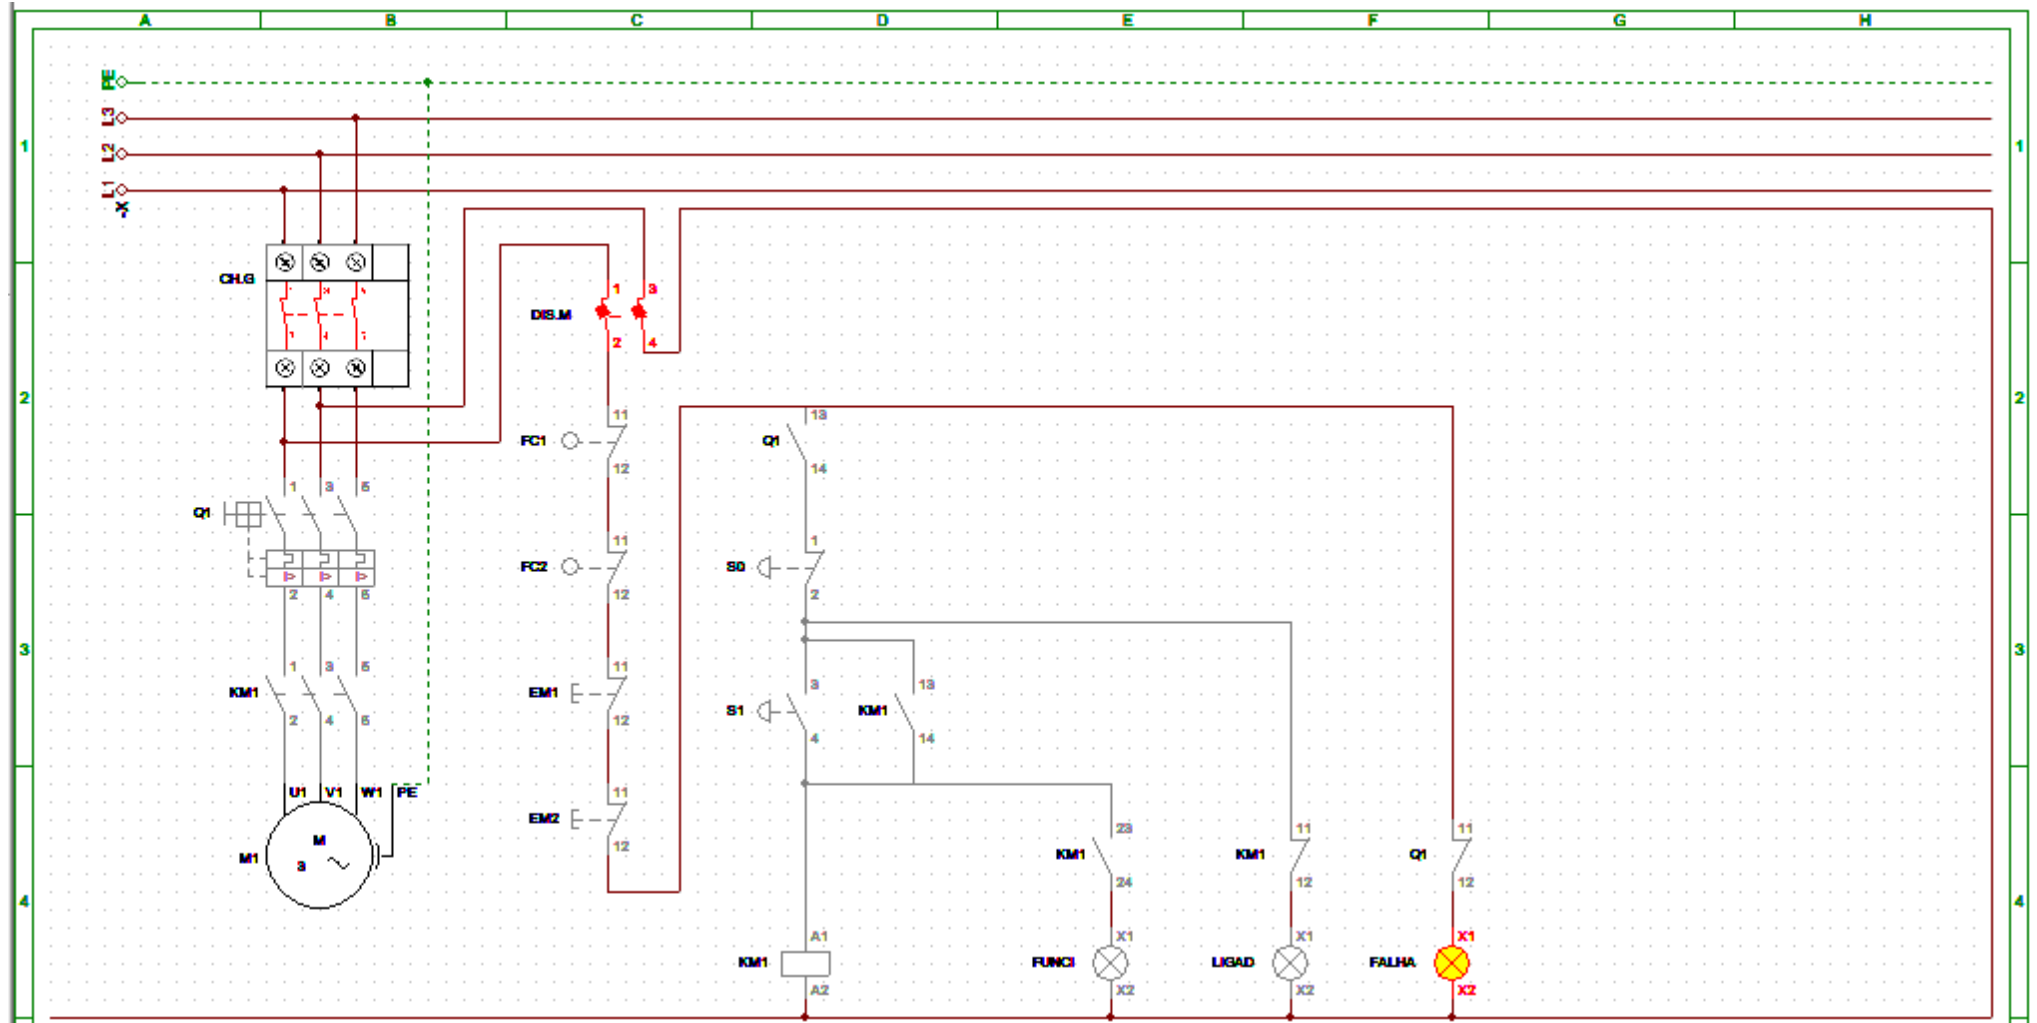 A B C D E F G H
PE
L3
1 1
L2
L1
-X
CH.G
1 3
DIS.M
2 4
2 2
11 13
FC1 Q1
12 14
1 3 5
Q1
11 1
FC2 S0
12 2
2 4 6
3 3
1 3 5 11 3 13
KM1 EM1 S1 KM1
2 4 6 12 4 14
U1 V1 W1 PE 11
M EM2
3
M1
12
23 11 11
KM1 KM1 Q1
24 12 12
4 4
A1 X1 X1 X1
KM1 FUNCI LIGAD FALHA
A2 X2 X2 X2